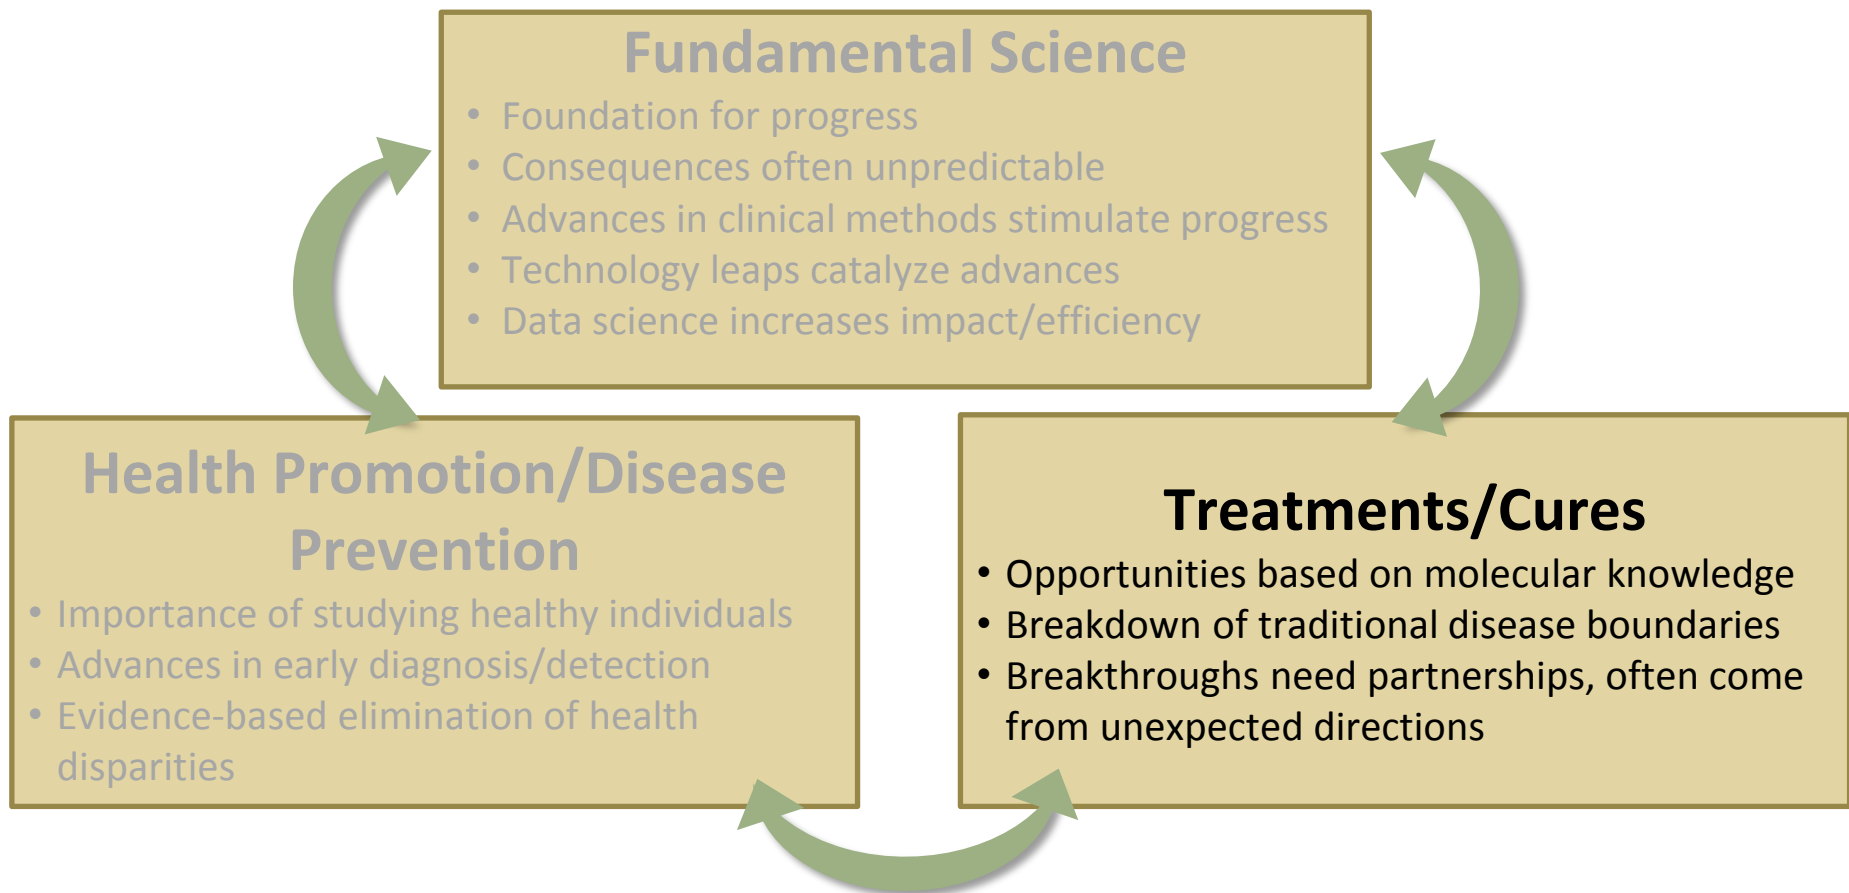 Fundamental Science
• Foundation for progress
• Consequences often unpredictable
• Advances in clinical methods stimulate progress
• Technology leaps catalyze advances
• Data science increases impact/efficiency
Health Promotion/Disease
Prevention
• Importance of studying healthy individuals
• Advances in early diagnosis/detection
• Evidence-based elimination of health
disparities
Treatments/Cures
• Opportunities based on molecular knowledge
• Breakdown of traditional disease boundaries
• Breakthroughs need partnerships, often come
from unexpected directions